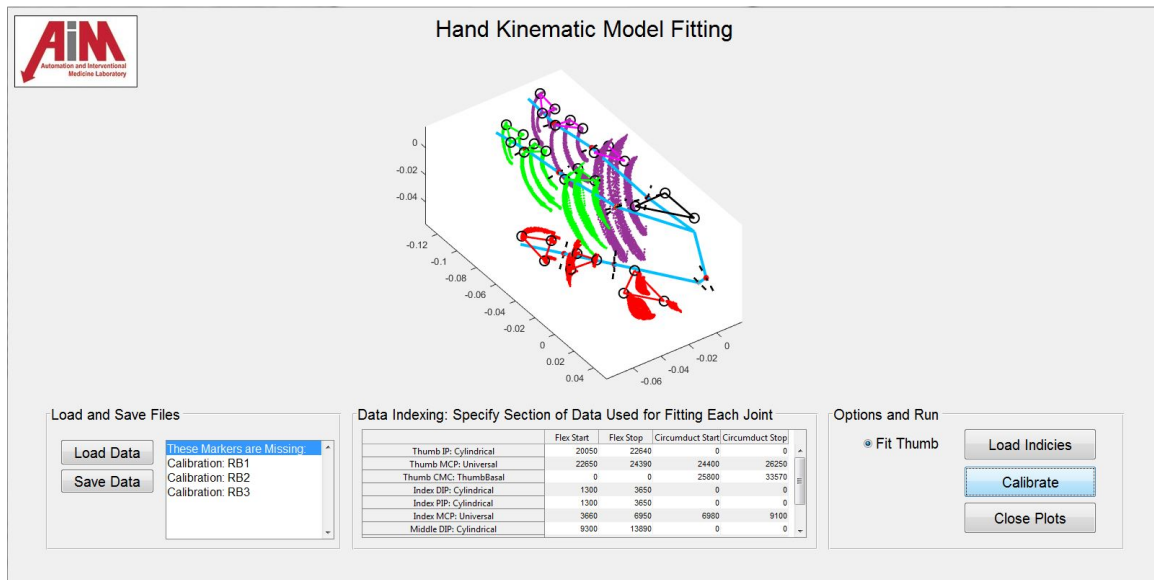 AiM
Automation and Interventional
Medicine Laboratory
Hand Kinematic Model Fitting
0
-0.02
-0.04
-0.12
-0.1
-0.08
-0.06
-0.04
-0.02
0
0.02
0.04
-0.06
-0.04
-0.02
0
Load and Save Files
Load Data
Save Data
These Markers are Missing:
Calibration: RB1
Calibration: RB2
Calibration: RB3
Data Indexing: Specify Section of Data Used for Fitting Each Joint
Flex Start Flex Stop Circumduct Start Circumduct Stop
Thumb IP: Cylindrical 20050 22640 0 0
Thumb MCP: Universal 22650 24390 24400 26250
Thumb CMC: ThumbBasal 0 0 25800 33570
Index DIP: Cylindrical 1300 3650 0 0
Index PIP: Cylindrical 1300 3650 0 0
Index MCP: Universal 3660 6950 6980 9100
Middle DIP: Cylindrical 9300 13890 0 0
Options and Run
Fit Thumb
Load Indicies
Calibrate
Close Plots